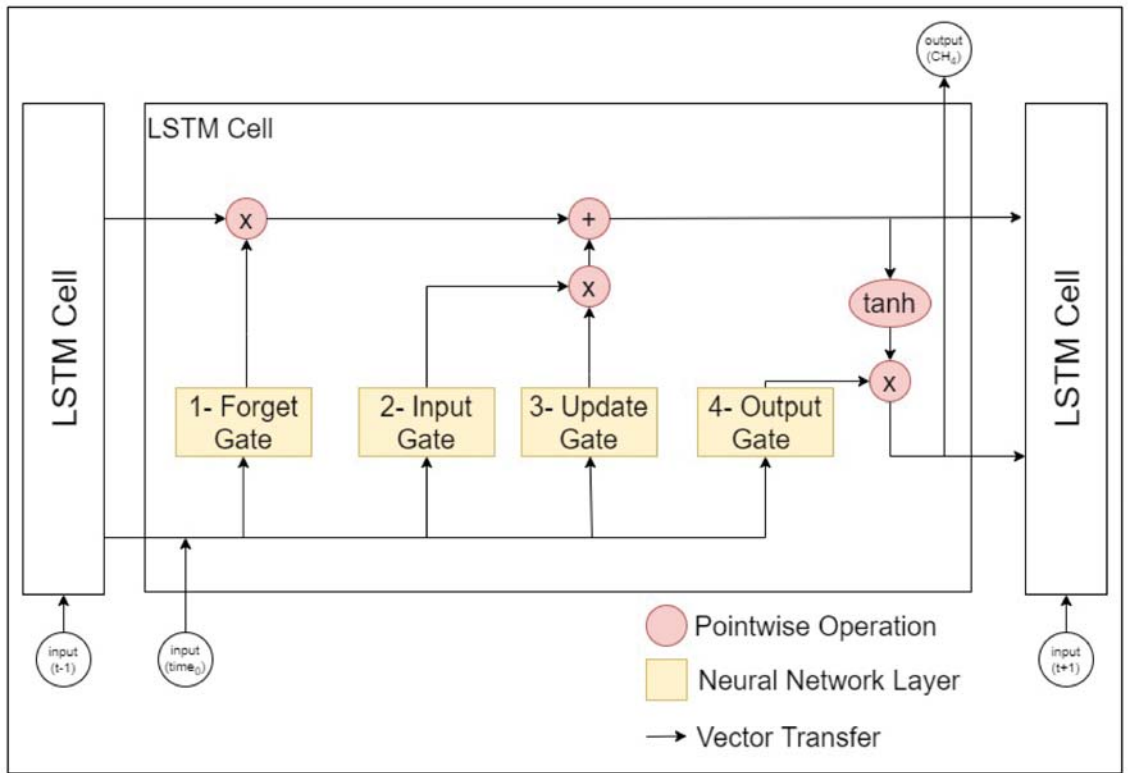 output
(CH₄)
LSTM Cell
LSTM Cell
x
+
x
tanh
x
LSTM Cell
1- Forget
Gate
2- Input
Gate
3- Update
Gate
4- Output
Gate
input
(t-1)
input
(time₀)
input
(t+1)
Pointwise Operation
Neural Network Layer
Vector Transfer